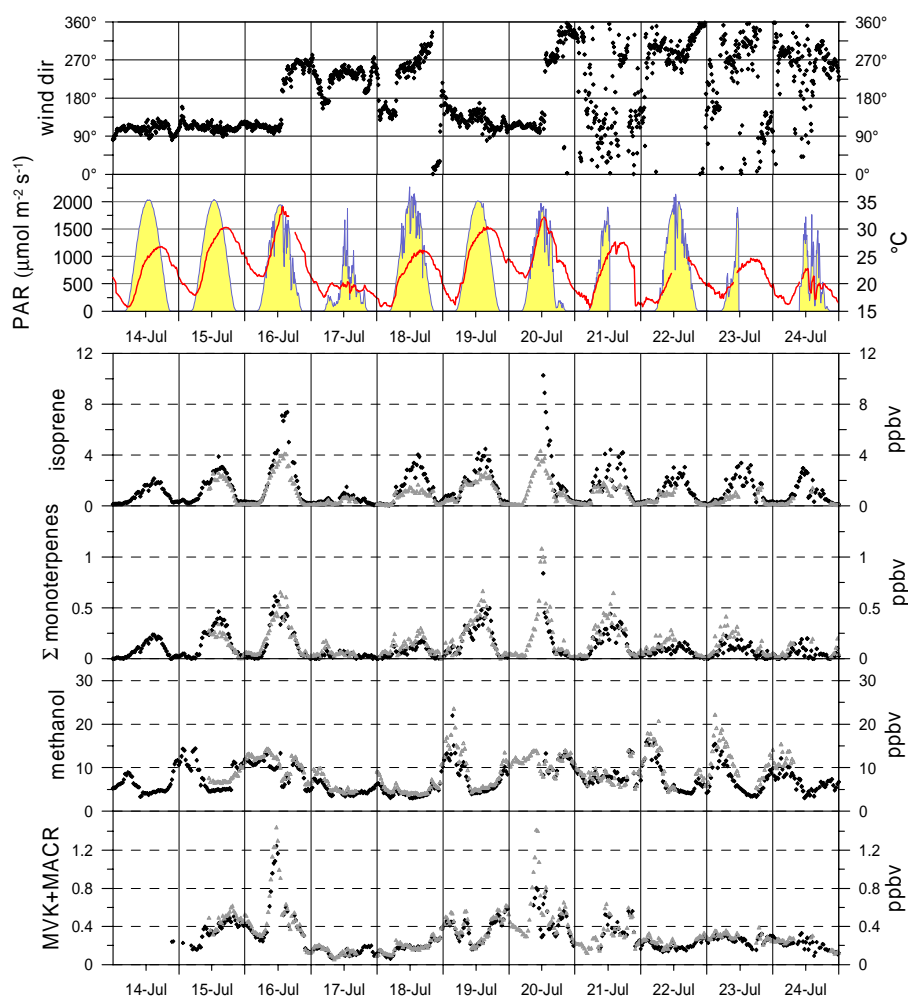 360° 360°
270° 270°
180° 180°
90° 90°
0° 0°
wind dir
2000 35
1500 30
1000 25
500 20
0 15
PAR (μmol m⁻² s⁻¹)
°C
14-Jul 15-Jul 16-Jul 17-Jul 18-Jul 19-Jul 20-Jul 21-Jul 22-Jul 23-Jul 24-Jul
12 12
8 8
4 4
0 0
isoprene
ppbv
1 1
0.5 0.5
0 0
Σ monoterpenes
ppbv
30 30
20 20
10 10
0 0
methanol
ppbv
1.2 1.2
0.8 0.8
0.4 0.4
0 0
MVK+MACR
ppbv
14-Jul 15-Jul 16-Jul 17-Jul 18-Jul 19-Jul 20-Jul 21-Jul 22-Jul 23-Jul 24-Jul